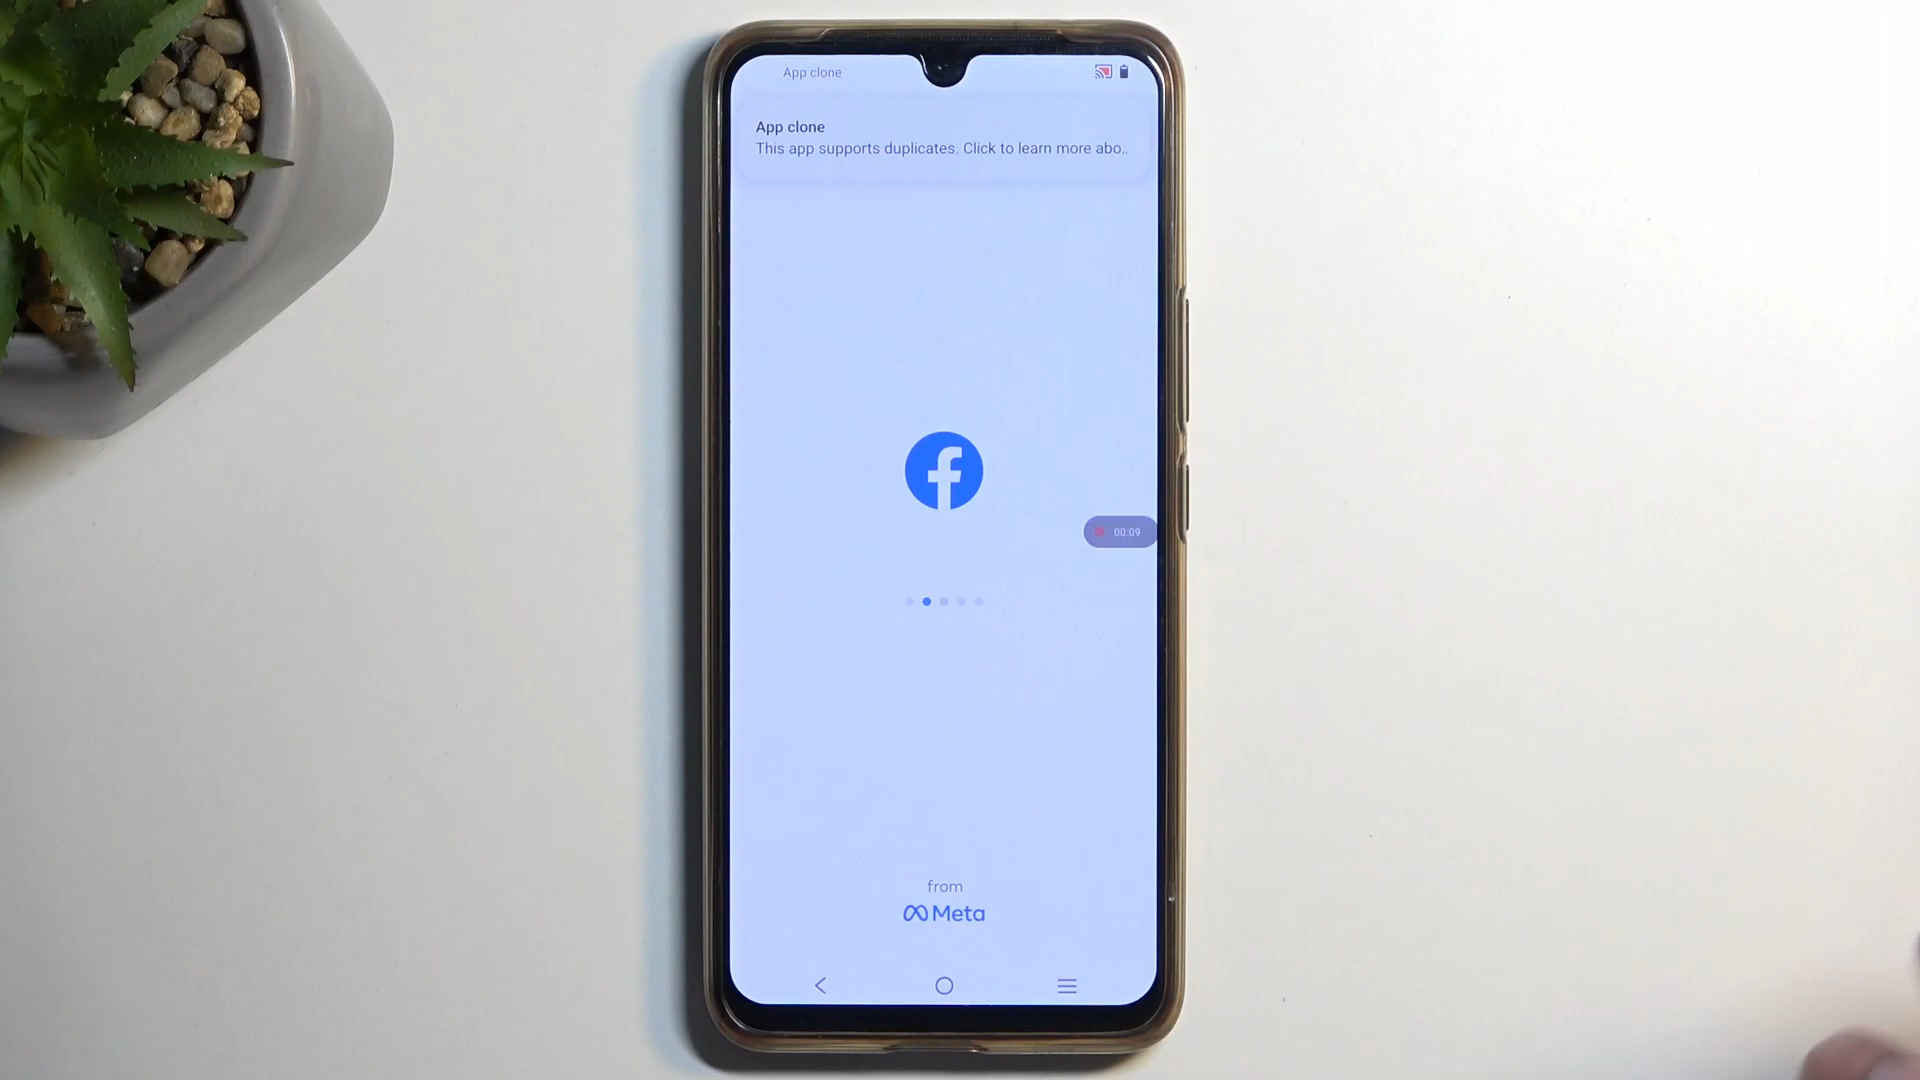 App clone
App clone
This app supports duplicates. Click to learn more abo..
00:09
from
Meta